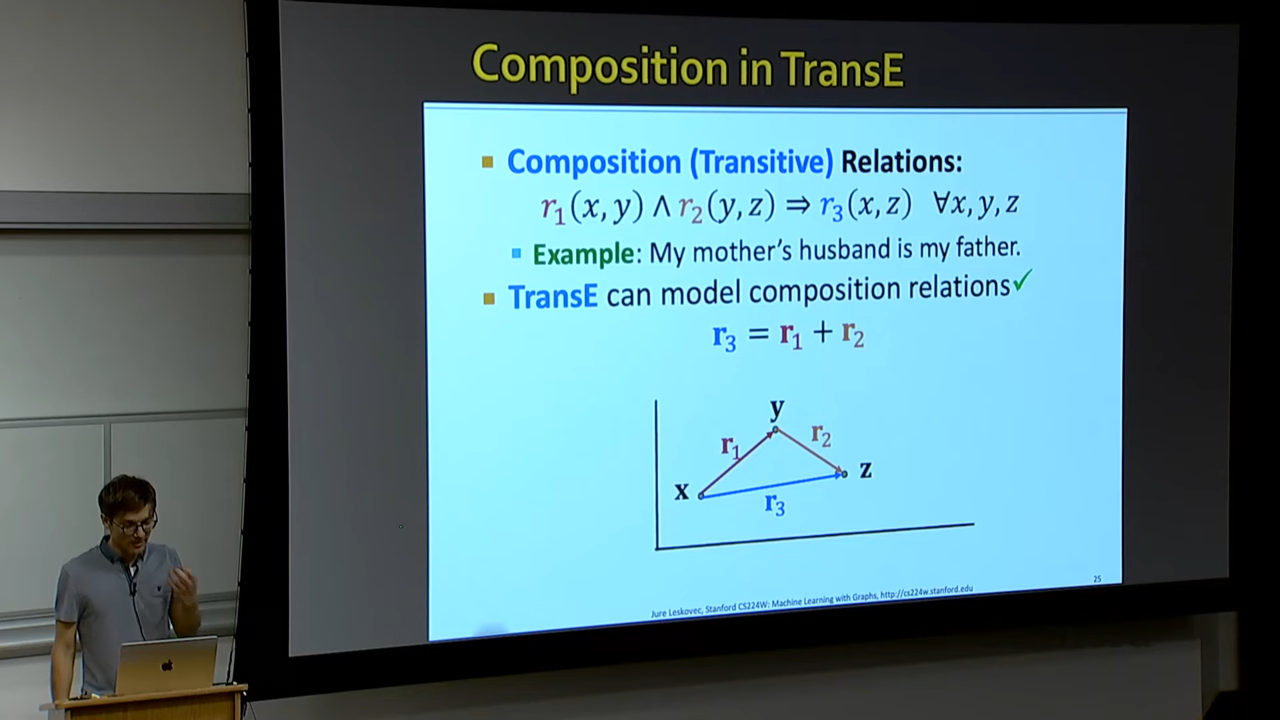 Composition in TransE
Composition (Transitive) Relations:
r₁(x, y) ∧ r₂(y, z) ⇒ r₃(x, z) ∀x, y, z
Example: My mother's husband is my father.
TransE can model composition relations✓
r₃ = r₁ + r₂
y
r₁
r₂
x
z
r₃
25
Jure Leskovec, Stanford CS224W: Machine Learning with Graphs, http://cs224w.stanford.edu